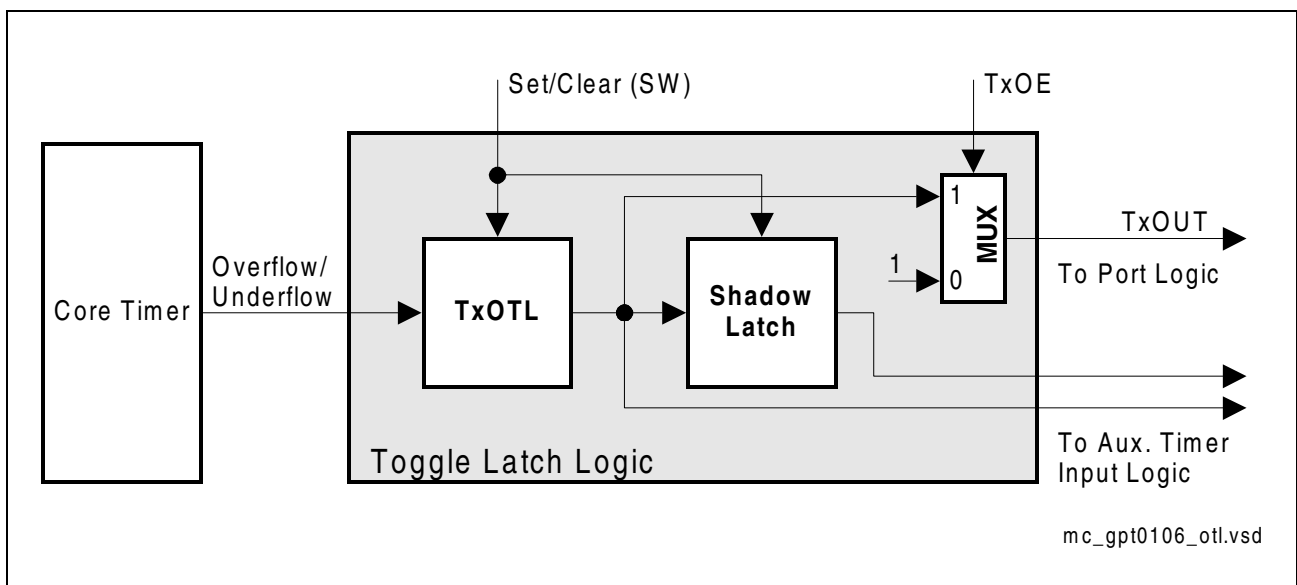 Set/Clear (SW)
TxOE
1
MUX
TxOUT
Overflow/
Underflow
1
0
To Port Logic
Core Timer
TxOTL
Shadow
Latch
Toggle Latch Logic
To Aux. Timer
Input Logic
mc_gpt0106_otl.vsd